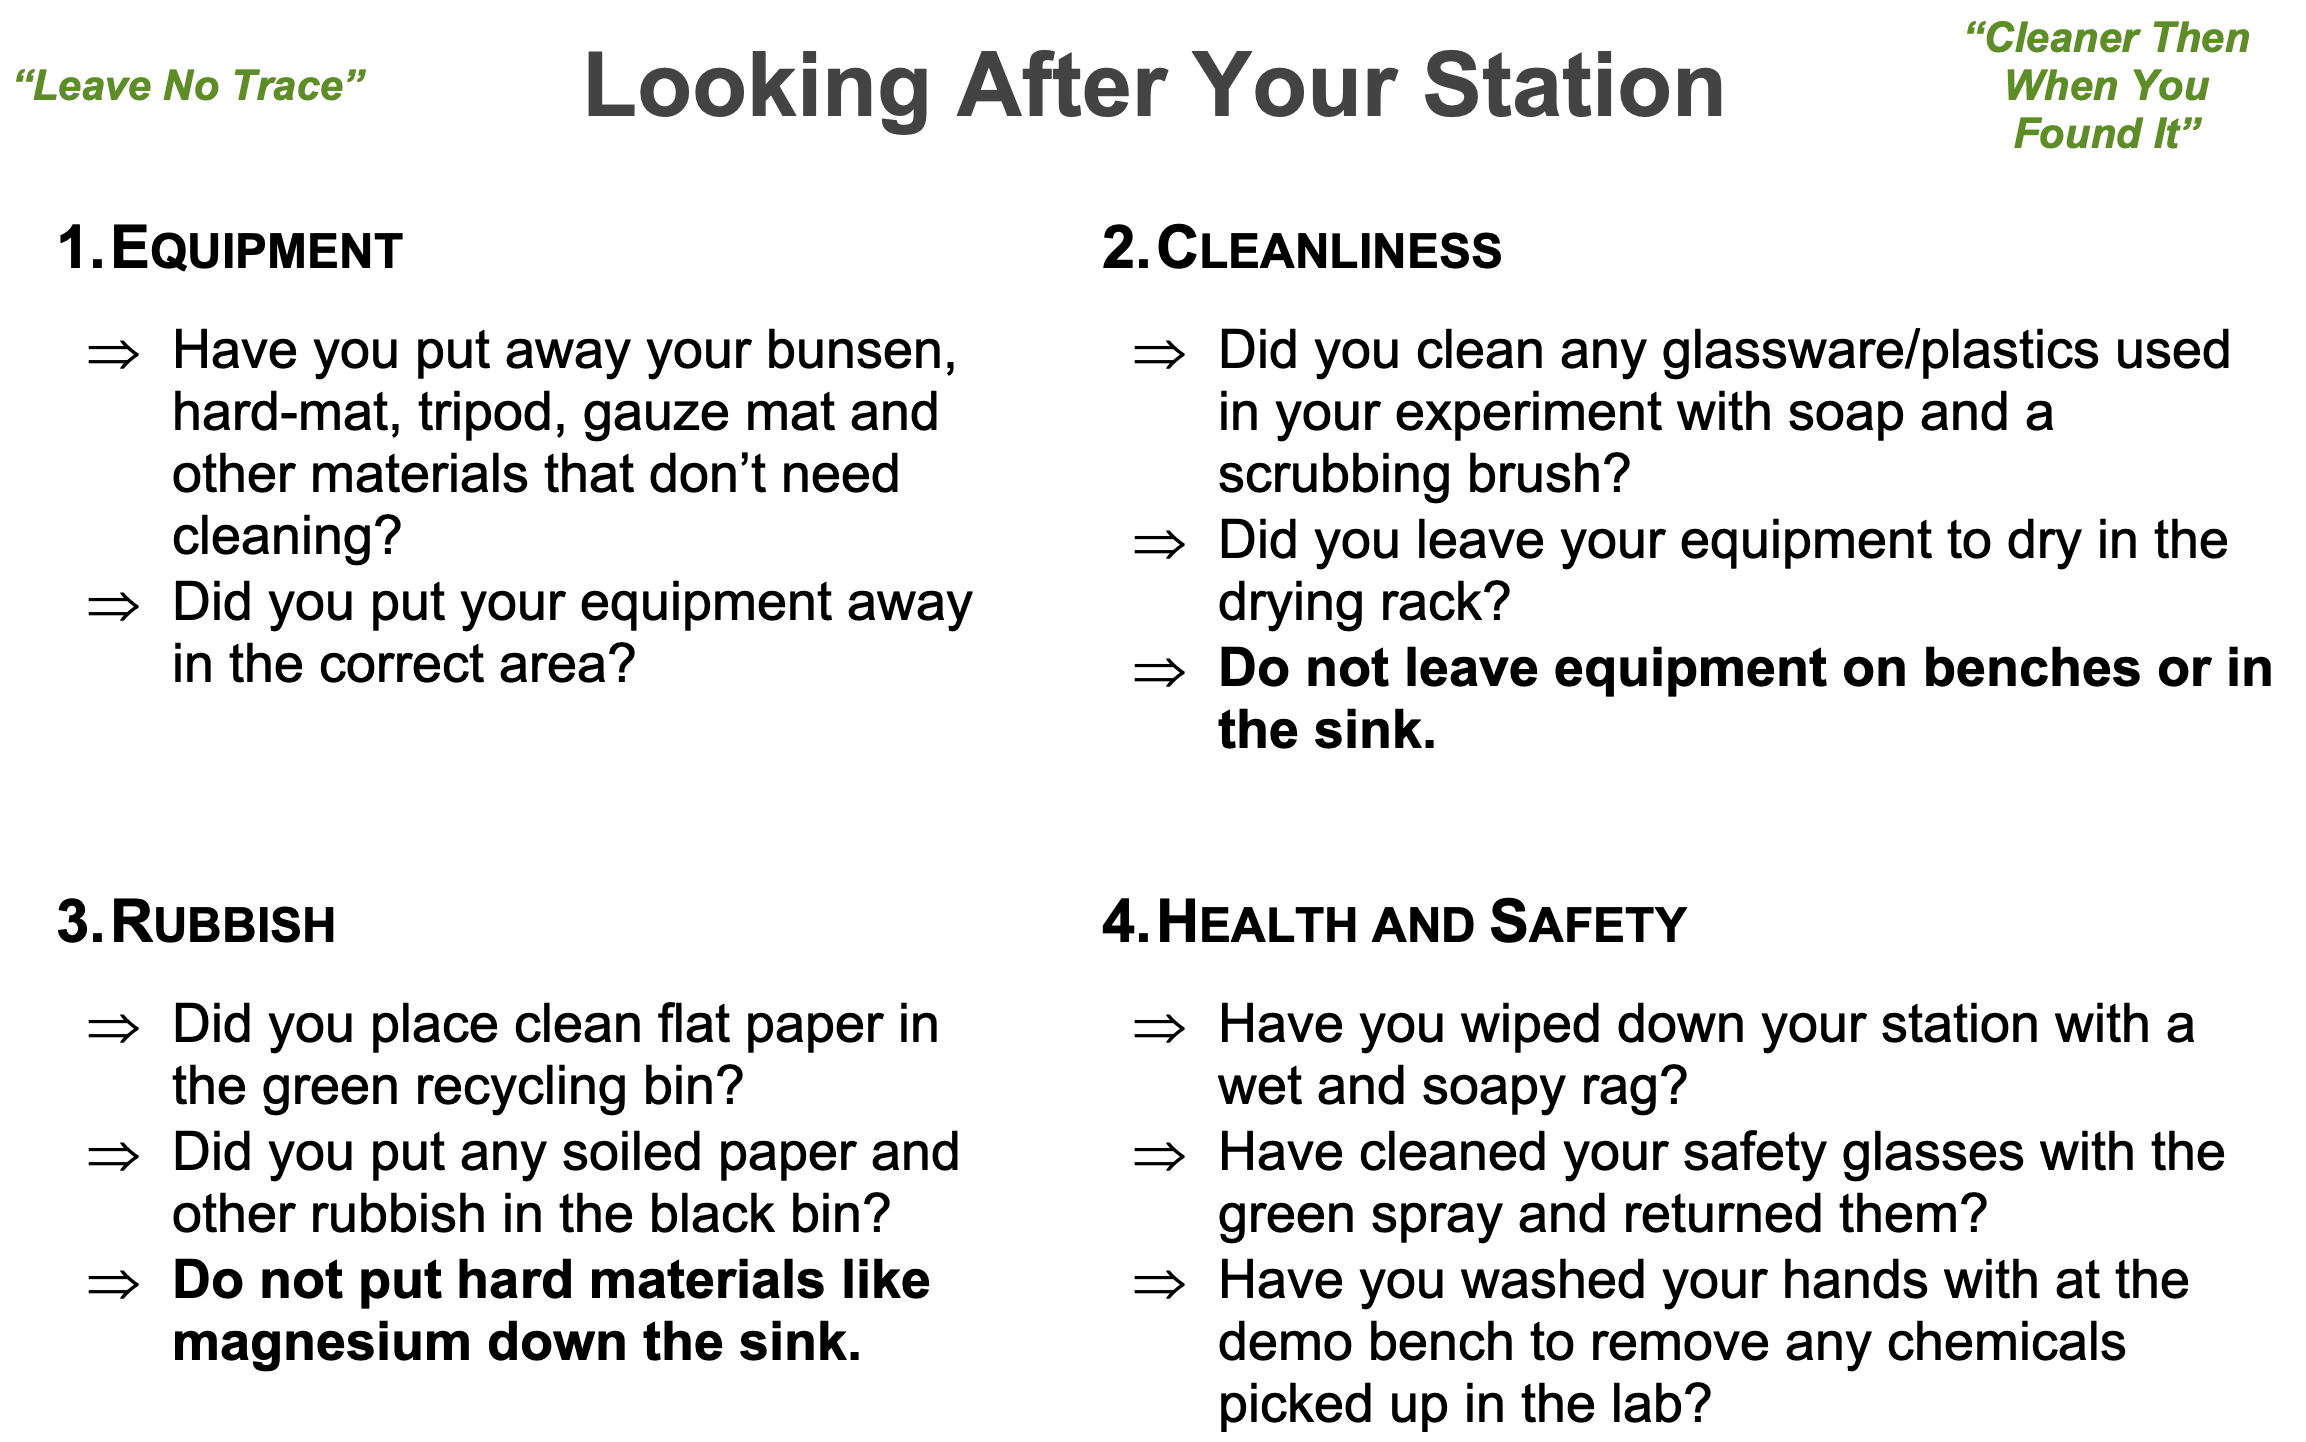 “Leave No Trace”
Looking After Your Station
“Cleaner Then
When You
Found It”
1. EQUIPMENT
⇒ Have you put away your bunsen,
hard-mat, tripod, gauze mat and
other materials that don’t need
cleaning?
⇒ Did you put your equipment away
in the correct area?
2. CLEANLINESS
⇒ Did you clean any glassware/plastics used
in your experiment with soap and a
scrubbing brush?
⇒ Did you leave your equipment to dry in the
drying rack?
⇒ Do not leave equipment on benches or in
the sink.
3. RUBBISH
⇒ Did you place clean flat paper in
the green recycling bin?
⇒ Did you put any soiled paper and
other rubbish in the black bin?
⇒ Do not put hard materials like
magnesium down the sink.
4. HEALTH AND SAFETY
⇒ Have you wiped down your station with a
wet and soapy rag?
⇒ Have cleaned your safety glasses with the
green spray and returned them?
⇒ Have you washed your hands with at the
demo bench to remove any chemicals
picked up in the lab?